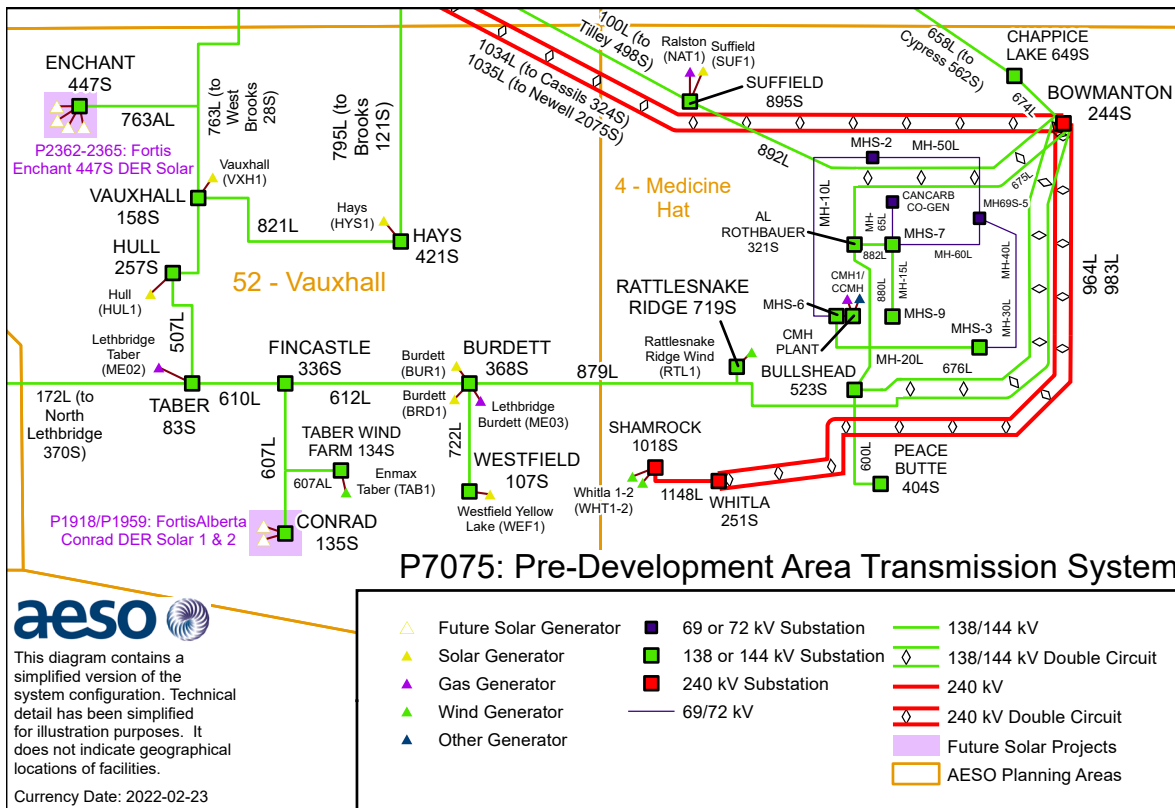 ENCHANT
447S
763AL
P2362-2365: Fortis
Enchant 447S DER Solar
763L (to
West
Brooks
28S)
795L (to
Brooks
121S)
1034L (to Cassils 324S)
1035L (to Newell 2075S)
100L (to
Tilley 498S)
Ralston
(NAT1)
Suffield
(SUF1)
SUFFIELD
895S
658L (to
Cypress 562S)
CHAPPICE
LAKE 649S
674L
BOWMANTON
244S
892L
675L
Vauxhall
(VXH1)
VAUXHALL
158S
821L
Hays
(HYS1)
HAYS
421S
HULL
257S
Hull
(HUL1)
52 - Vauxhall
4 - Medicine
Hat
MHS-2
MH-50L
MH-10L
CANCARB
CO-GEN
MH69S-5
MH-
65L
AL
ROTHBAUER
321S
MHS-7
882L
MH-60L
MH-40L
MH-15L
880L
CMH1/
CCMH
MHS-6
MHS-9
CMH
PLANT
MH-30L
MHS-3
MH-20L
964L
983L
RATTLESNAKE
RIDGE 719S
Rattlesnake
Ridge Wind
(RTL1)
BULLSHEAD
523S
676L
507L
Lethbridge
Taber
(ME02)
172L (to
North
Lethbridge
370S)
TABER
83S
610L
FINCASTLE
336S
612L
Burdett
(BUR1)
Burdett
(BRD1)
BURDETT
368S
Lethbridge
Burdett (ME03)
879L
607L
TABER WIND
FARM 134S
607AL
Enmax
Taber (TAB1)
722L
WESTFIELD
107S
Westfield Yellow
Lake (WEF1)
SHAMROCK
1018S
Whitla 1-2
(WHT1-2)
1148L
WHITLA
251S
600L
PEACE
BUTTE
404S
P1918/P1959: FortisAlberta
Conrad DER Solar 1 & 2
CONRAD
135S
P7075: Pre-Development Area Transmission System
aeso
This diagram contains a
simplified version of the
system configuration. Technical
detail has been simplified
for illustration purposes. It
does not indicate geographical
locations of facilities.
Currency Date: 2022-02-23
Future Solar Generator
Solar Generator
Gas Generator
Wind Generator
Other Generator
69 or 72 kV Substation
138 or 144 kV Substation
240 kV Substation
69/72 kV
138/144 kV
138/144 kV Double Circuit
240 kV
240 kV Double Circuit
Future Solar Projects
AESO Planning Areas